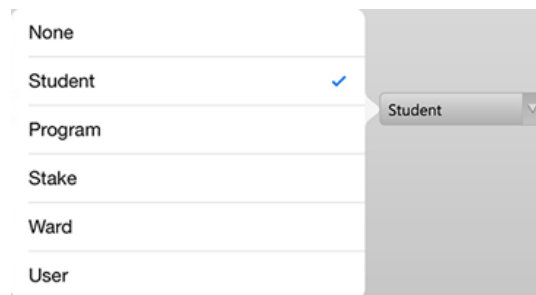 None
Student
Student
Program
Stake
Ward
User